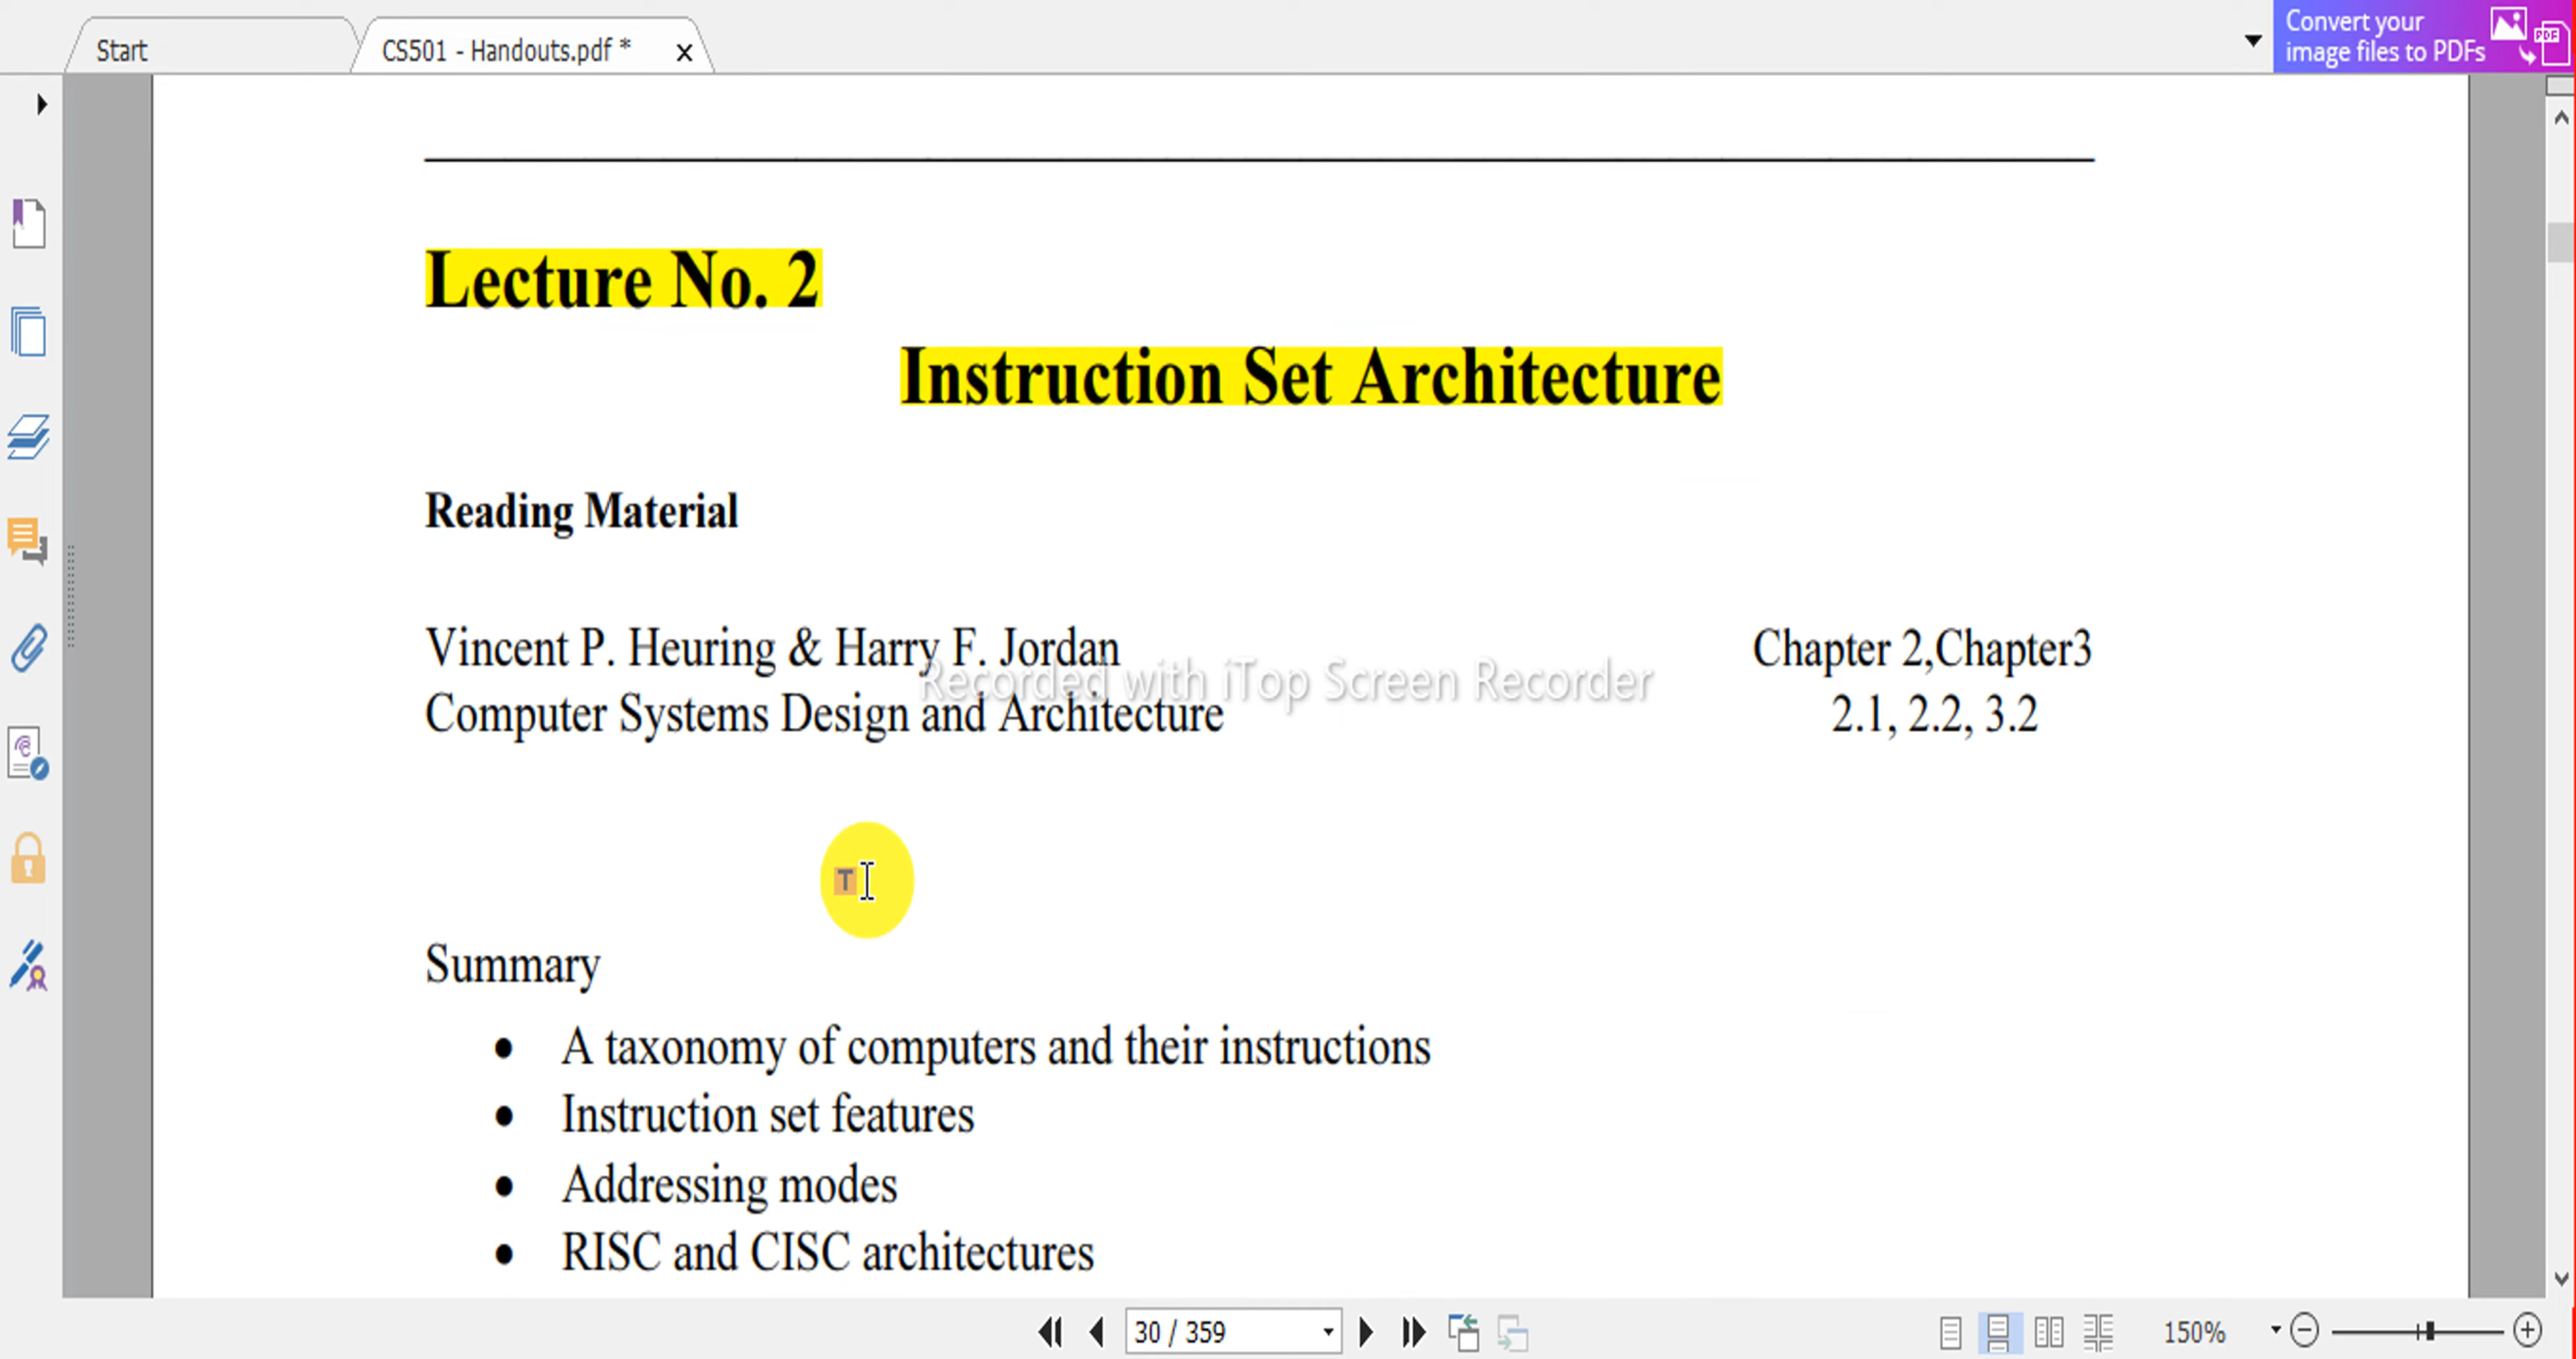 Start
CS501 - Handouts.pdf *
Convert your
image files to PDFs
PDF
Lecture No. 2
Instruction Set Architecture
Reading Material
Vincent P. Heuring & Harry F. Jordan
Chapter 2,Chapter3
Recorded with iTop Screen Recorder
Computer Systems Design and Architecture
2.1, 2.2, 3.2
T
Summary
• A taxonomy of computers and their instructions
• Instruction set features
• Addressing modes
• RISC and CISC architectures
30 / 359
150%